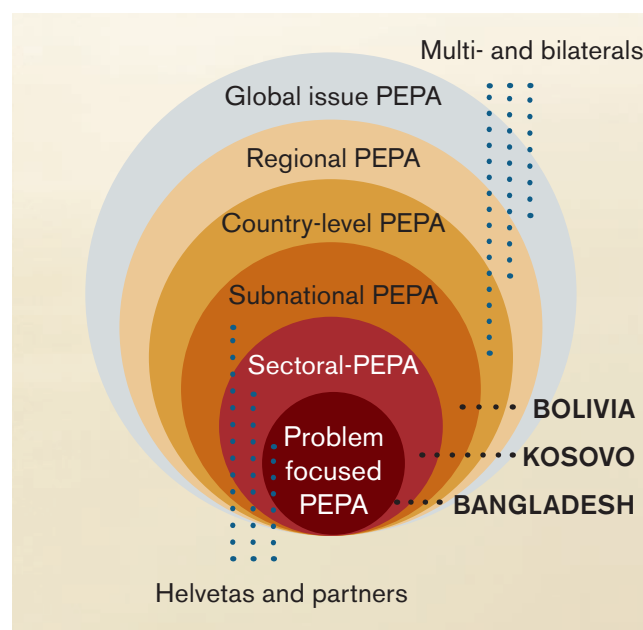 Multi- and bilaterals
Global issue PEPA
Regional PEPA
Country-level PEPA
Subnational PEPA
Sectoral-PEPA
BOLIVIA
Problem
focused
PEPA
KOSOVO
BANGLADESH
Helvetas and partners